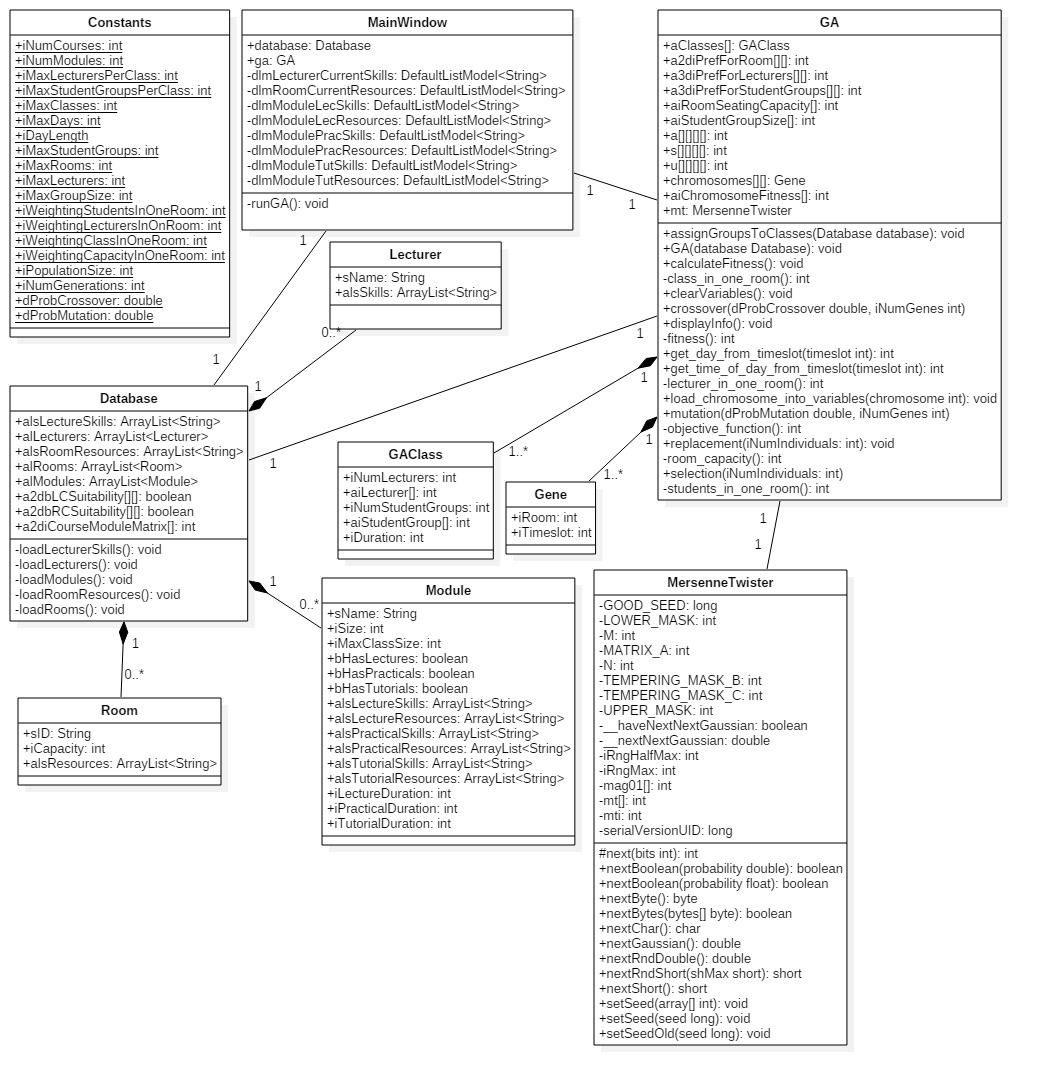 Constants
+iNumCourses: int
+iNumModules: int
+iMaxLecturersPerClass: int
+iMaxStudentGroupsPerClass: int
+iMaxClasses: int
+iMaxDays: int
+iDayLength
+iMaxStudentGroups: int
+iMaxRooms: int
+iMaxLecturers: int
+iMaxGroupSize: int
+iWeightingStudentsInOneRoom: int
+iWeightingLecturersInOnRoom: int
+iWeightingClassInOneRoom: int
+iWeightingCapacityInOneRoom: int
+iPopulationSize: int
+iNumGenerations: int
+dProbCrossover: double
+dProbMutation: double
MainWindow
+database: Database
+ga: GA
-dlmLecturerCurrentSkills: DefaultListModel<String>
-dlmRoomCurrentResources: DefaultListModel<String>
-dlmModuleLecSkills: DefaultListModel<String>
-dlmModuleLecResources: DefaultListModel<String>
-dlmModulePracSkills: DefaultListModel<String>
-dlmModulePracResources: DefaultListModel<String>
-dlmModuleTutSkills: DefaultListModel<String>
-dlmModuleTutResources: DefaultListModel<String>
-runGA(): void
GA
+aClasses[]: GAClass
+a2diPrefForRoom[][]: int
+a3diPrefForLecturers[][]: int
+a3diPrefForStudentGroups[][]: int
+aiRoomSeatingCapacity[]: int
+aiStudentGroupSize[]: int
+a[][][][]: int
+s[][][][]: int
+u[][][][]: int
+chromosomes[][]: Gene
+aiChromosomeFitness[]: int
+mt: MersenneTwister
+assignGroupsToClasses(Database database): void
+GA(database Database): void
+calculateFitness(): void
-class_in_one_room(): int
+clearVariables(): void
+crossover(dProbCrossover double, iNumGenes int)
+displayInfo(): void
-fitness(): int
+get_day_from_timeslot(timeslot int): int
+get_time_of_day_from_timeslot(timeslot int): int
-lecturer_in_one_room(): int
+load_chromosome_into_variables(chromosome int): void
+mutation(dProbMutation double, iNumGenes int)
-objective_function(): int
+replacement(iNumIndividuals: int): void
-room_capacity(): int
+selection(iNumIndividuals: int)
-students_in_one_room(): int
1
1
1
1
Lecturer
+sName: String
+alsSkills: ArrayList<String>
0..*
1
1
1
Database
+alsLectureSkills: ArrayList<String>
+alLecturers: ArrayList<Lecturer>
+alsRoomResources: ArrayList<String>
+alRooms: ArrayList<Room>
+alModules: ArrayList<Module>
+a2dbLCSuitability[][]: boolean
+a2dbRCSuitability[][]: boolean
+a2diCourseModuleMatrix[]: int
-loadLecturerSkills(): void
-loadLecturers(): void
-loadModules(): void
-loadRoomResources(): void
-loadRooms(): void
1
1..*
1
1..*
GAClass
+iNumLecturers: int
+aiLecturer[]: int
+iNumStudentGroups: int
+aiStudentGroup[]: int
+iDuration: int
Gene
+iRoom: int
+iTimeslot: int
1
1
1
0..*
1
0..*
Room
+sID: String
+iCapacity: int
+alsResources: ArrayList<String>
Module
+sName: String
+iSize: int
+iMaxClassSize: int
+bHasLectures: boolean
+bHasPracticals: boolean
+bHasTutorials: boolean
+alsLectureSkills: ArrayList<String>
+alsLectureResources: ArrayList<String>
+alsPracticalSkills: ArrayList<String>
+alsPracticalResources: ArrayList<String>
+alsTutorialSkills: ArrayList<String>
+alsTutorialResources: ArrayList<String>
+iLectureDuration: int
+iPracticalDuration: int
+iTutorialDuration: int
MersenneTwister
-GOOD_SEED: long
-LOWER_MASK: int
-M: int
-MATRIX_A: int
-N: int
-TEMPERING_MASK_B: int
-TEMPERING_MASK_C: int
-UPPER_MASK: int
-__haveNextNextGaussian: boolean
-__nextNextGaussian: double
-iRngHalfMax: int
-iRngMax: int
-mag01[]: int
-mt[]: int
-mti: int
-serialVersionUID: long
#next(bits int): int
+nextBoolean(probability double): boolean
+nextBoolean(probability float): boolean
+nextByte(): byte
+nextBytes(bytes[] byte): boolean
+nextChar(): char
+nextGaussian(): double
+nextRndDouble(): double
+nextRndShort(shMax short): short
+nextShort(): short
+setSeed(array[] int): void
+setSeed(seed long): void
+setSeedOld(seed long): void